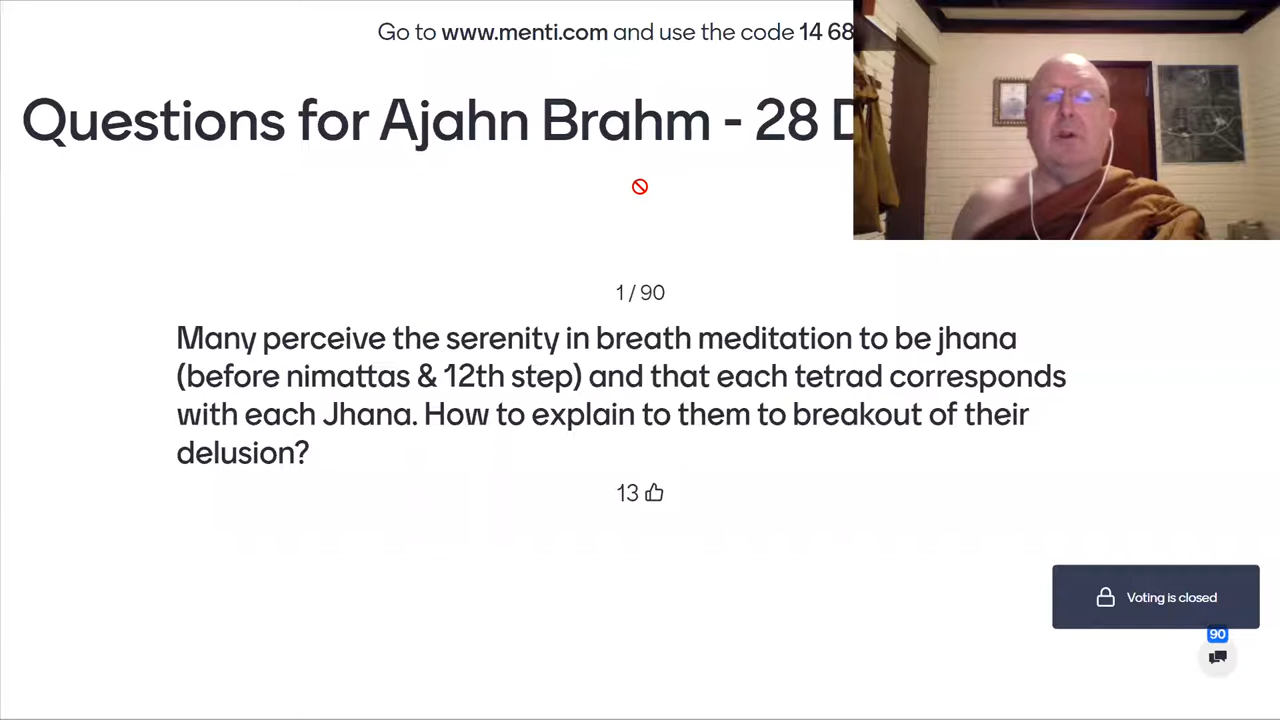 Go to www.menti.com and use the code 14 68
Questions for Ajahn Brahm - 28 D
1 / 90
Many perceive the serenity in breath meditation to be jhana
(before nimattas & 12th step) and that each tetrad corresponds
with each Jhana. How to explain to them to breakout of their
delusion?
13
Voting is closed
90